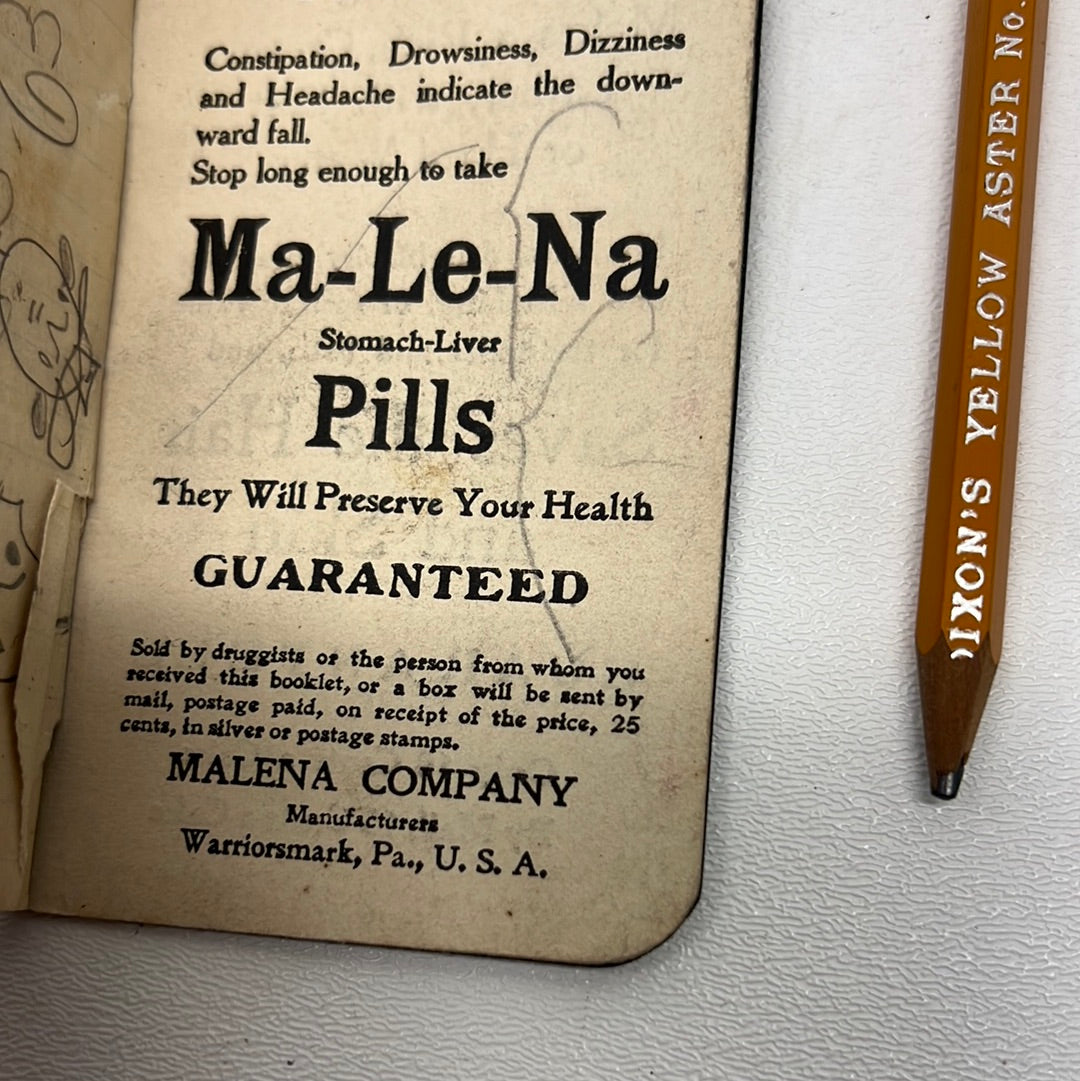 Constipation, Drowsiness, Dizziness
and Headache indicate the down-
ward fall.
Stop long enough to take
Ma-Le-Na
Stomach-Liver
Pills
They Will Preserve Your Health
GUARANTEED
Sold by druggists or the person from whom you
received this booklet, or a box will be sent by
mail, postage paid, on receipt of the price, 25
cents, in silver or postage stamps.
MALENA COMPANY
Manufacturers
Warriorsmark, Pa., U. S. A.
IXON'S YELLOW ASTER No.